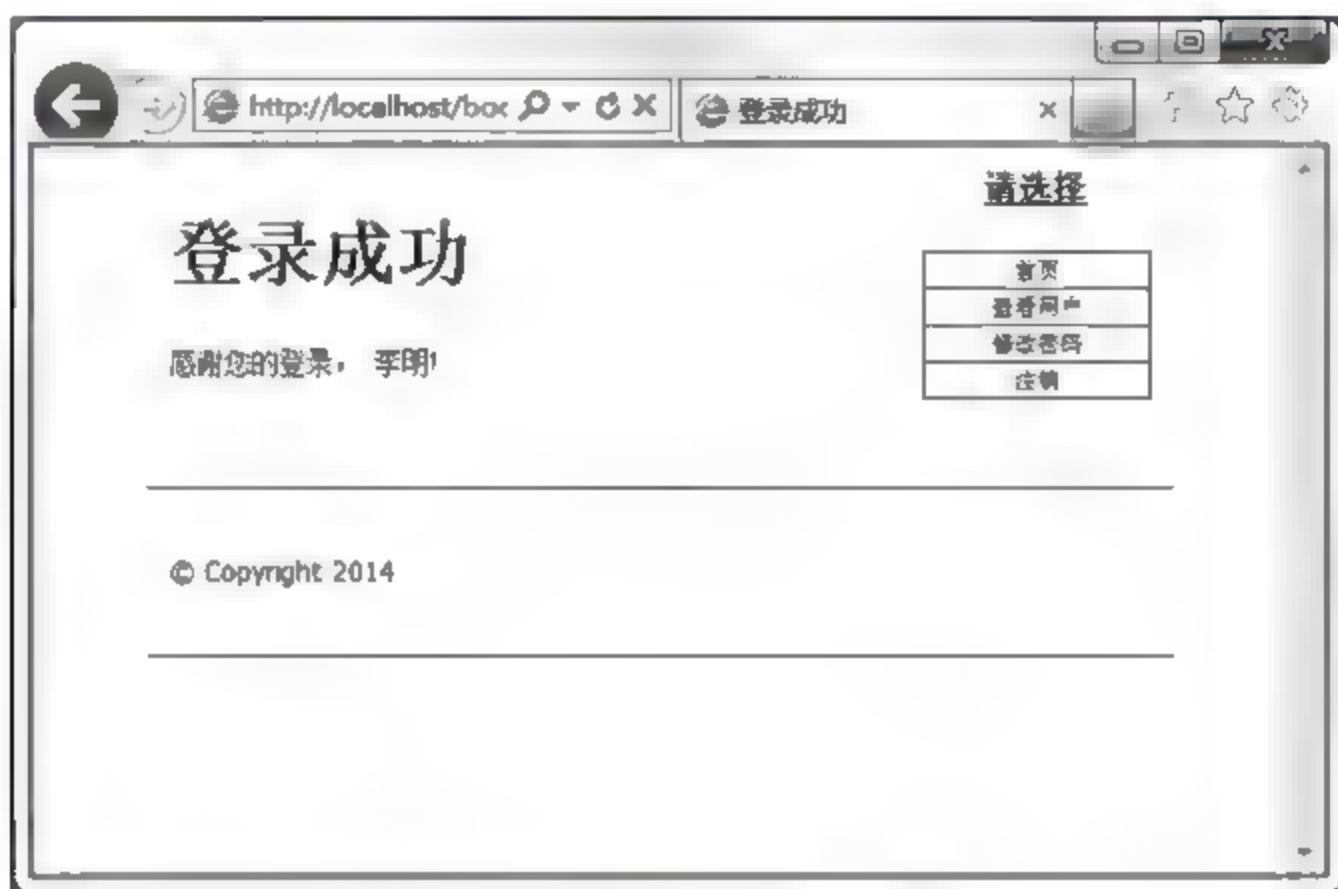 http://localhost/box
登录成功
请选择
登录成功
首页
查看用户
修改密码
注销
感谢您的登录， 李明!
© Copyright 2014